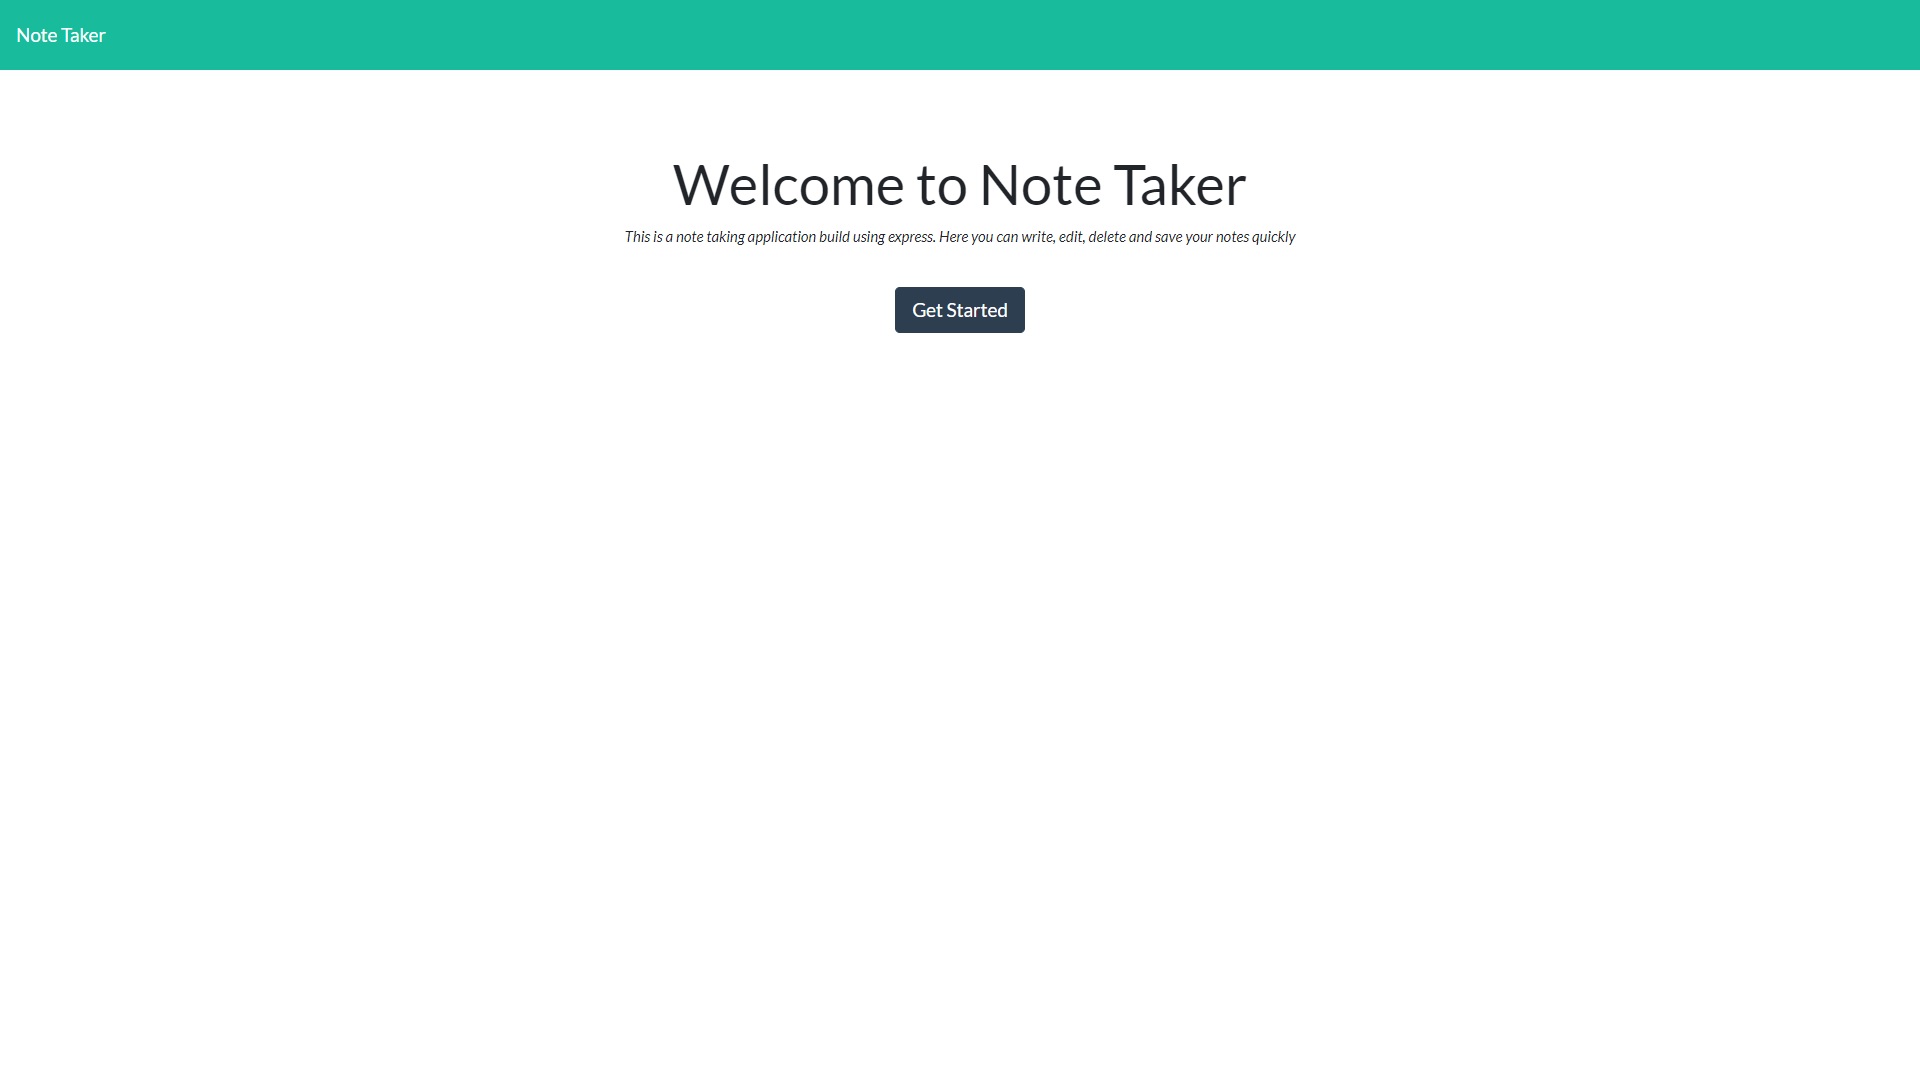 Note Taker
Welcome to Note Taker
This is a note taking application build using express. Here you can write, edit, delete and save your notes quickly
Get Started